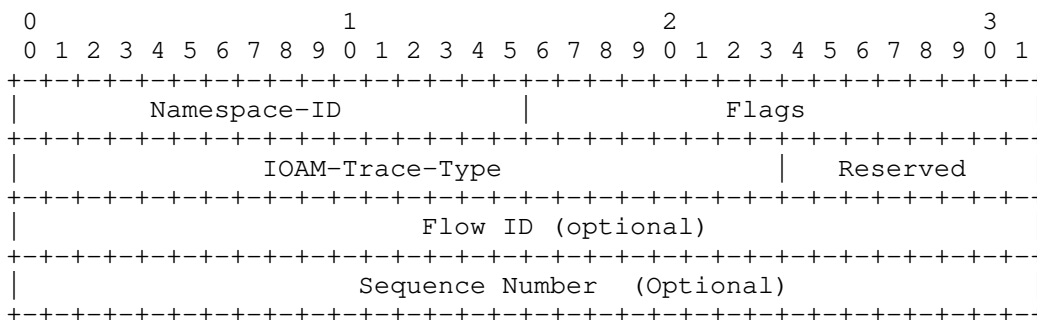 0                   1                   2                   3
 0 1 2 3 4 5 6 7 8 9 0 1 2 3 4 5 6 7 8 9 0 1 2 3 4 5 6 7 8 9 0 1
+-+-+-+-+-+-+-+-+-+-+-+-+-+-+-+-+-+-+-+-+-+-+-+-+-+-+-+-+-+-+-+--
|        Namespace-ID           |            Flags
+-+-+-+-+-+-+-+-+-+-+-+-+-+-+-+-+-+-+-+-+-+-+-+-+-+-+-+-+-+-+-+--
|               IOAM-Trace-Type                 |   Reserved
+-+-+-+-+-+-+-+-+-+-+-+-+-+-+-+-+-+-+-+-+-+-+-+-+-+-+-+-+-+-+-+--
|                         Flow ID (optional)
+-+-+-+-+-+-+-+-+-+-+-+-+-+-+-+-+-+-+-+-+-+-+-+-+-+-+-+-+-+-+-+--
|                     Sequence Number  (Optional)
+-+-+-+-+-+-+-+-+-+-+-+-+-+-+-+-+-+-+-+-+-+-+-+-+-+-+-+-+-+-+-+--